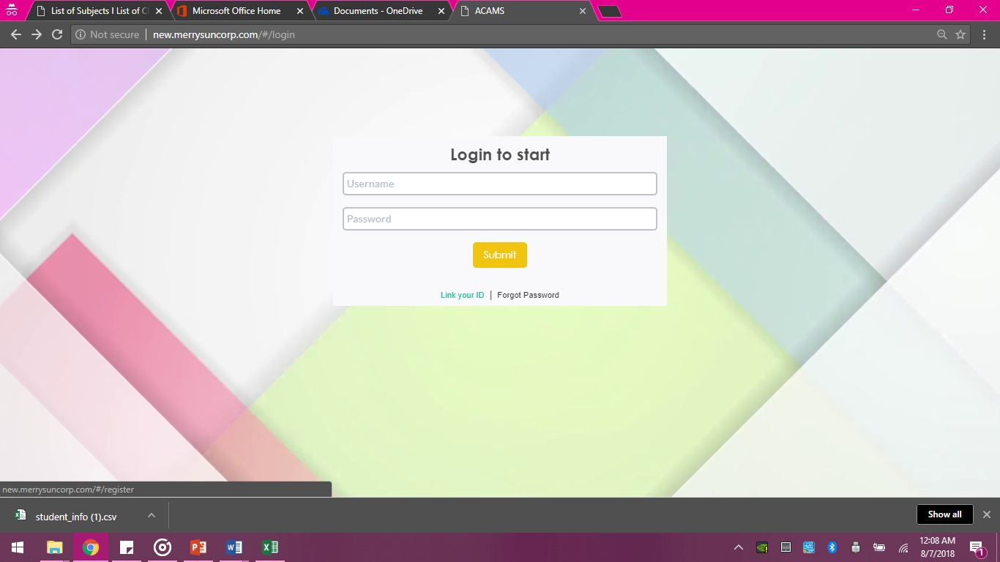 List of Subjects I List of Cl
Microsoft Office Home
Documents - OneDrive
ACAMS
Not secure
new.merrysuncorp.com/#/login
Login to start
Username
Password
Submit
Link your ID | Forgot Password
new.merrysuncorp.com/#/register
student_info (1).csv
Show all
12:08 AM
8/7/2018
1